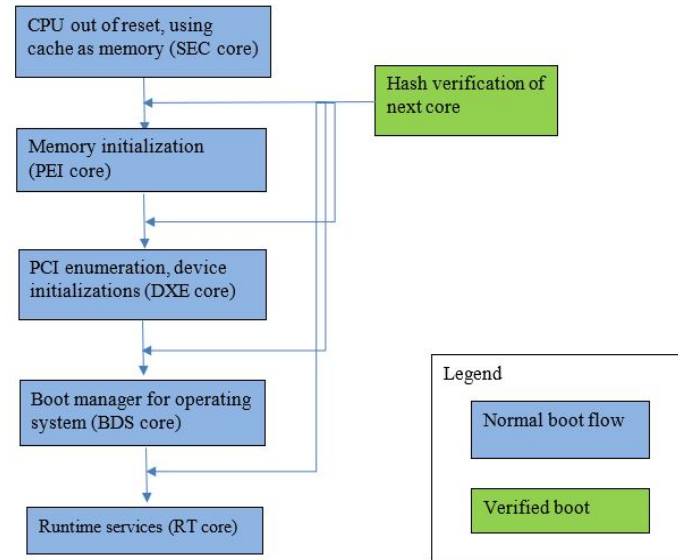 CPU out of reset, using
cache as memory (SEC core)
Hash verification of
next core
Memory initialization
(PEI core)
PCI enumeration, device
initializations (DXE core)
Boot manager for operating
system (BDS core)
Runtime services (RT core)
Legend
Normal boot flow
Verified boot